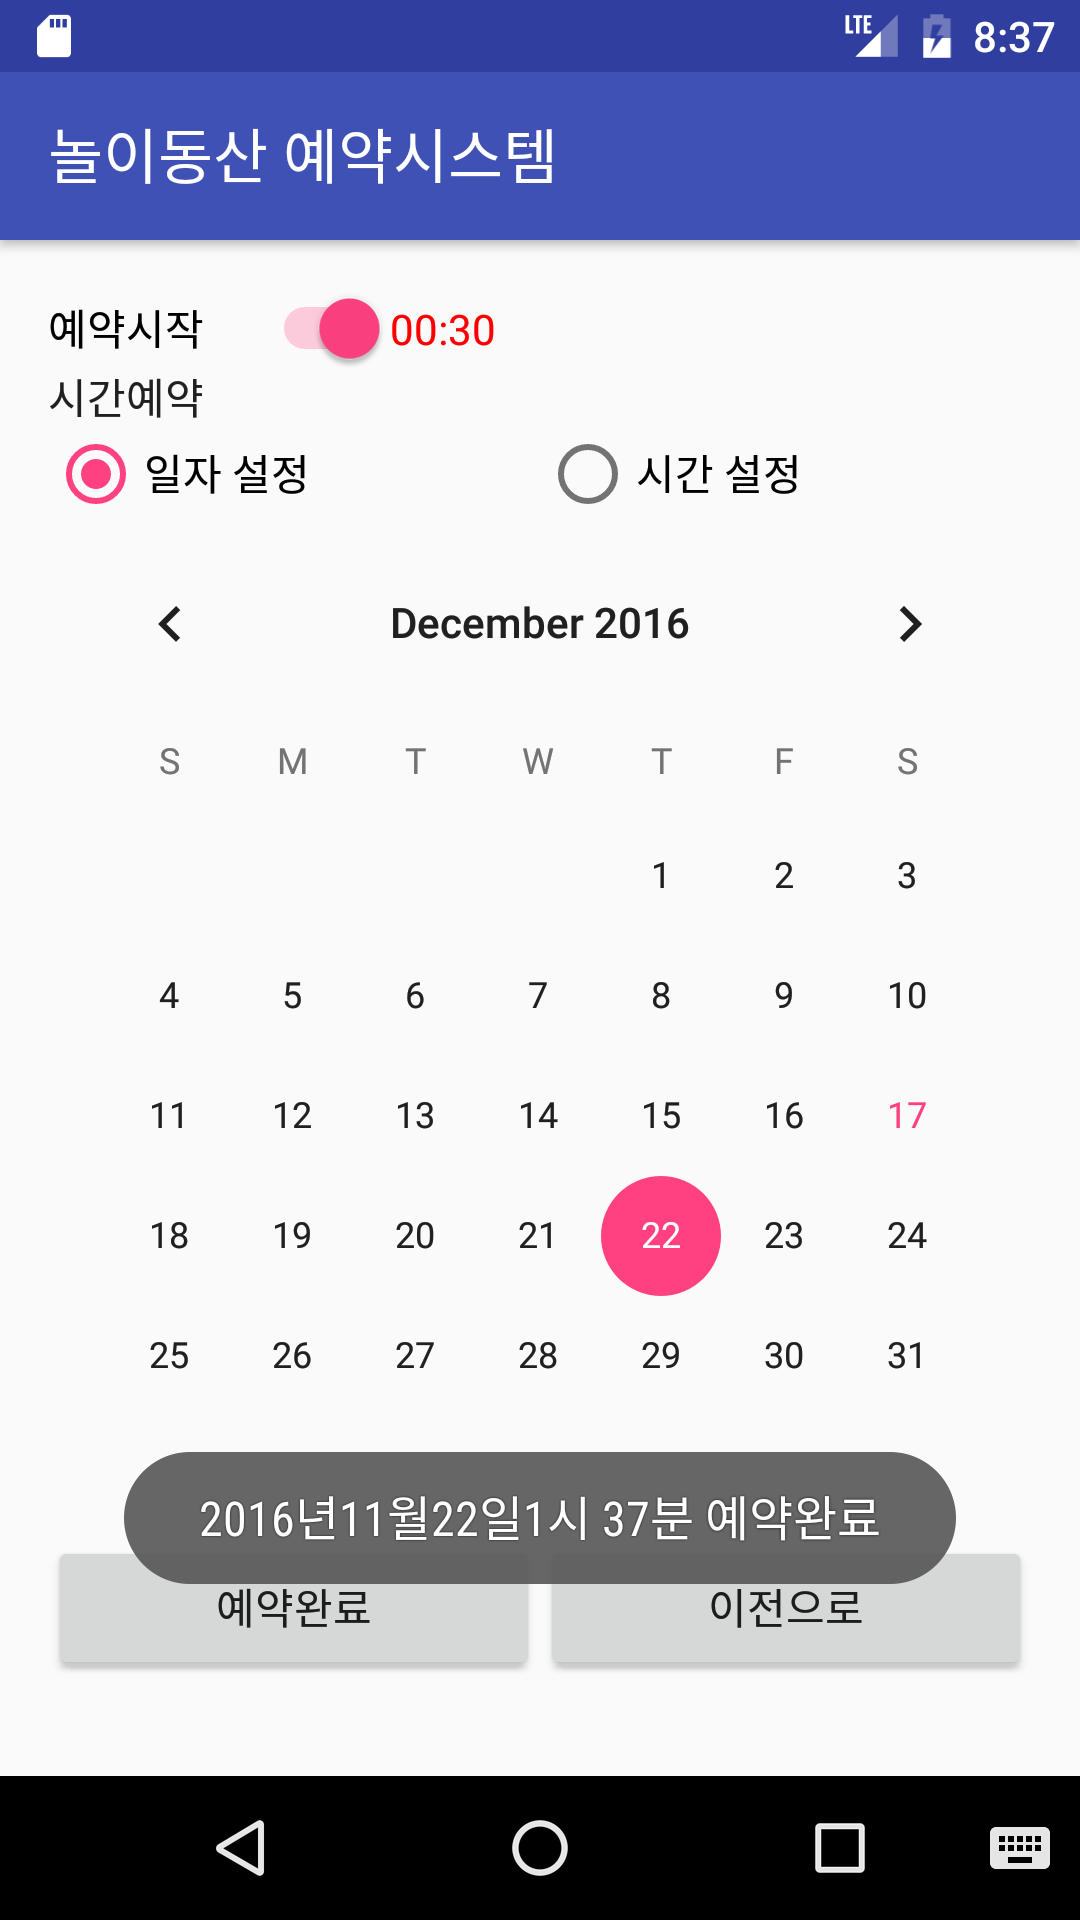 LTE 8:37
놀이동산 예약시스템
예약시작 00:30
시간예약
일자 설정 시간 설정
December 2016
S M T W T F S
1 2 3
4 5 6 7 8 9 10
11 12 13 14 15 16 17
18 19 20 21 22 23 24
25 26 27 28 29 30 31
2016년11월22일1시 37분 예약완료
예약완료 이전으로